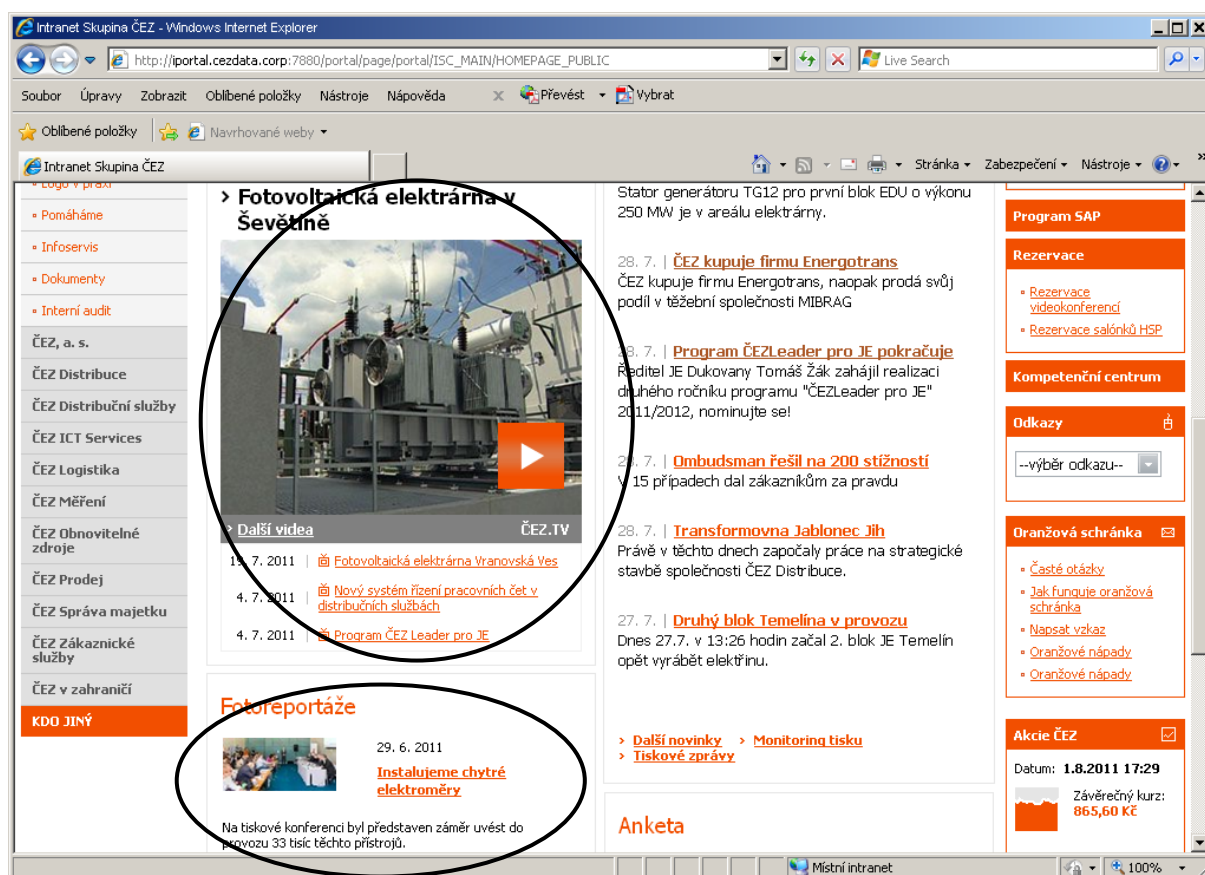 Intranet Skupina ČEZ - Windows Internet Explorer
http://iportal.cezdata.corp:7880/portal/page/portal/ISC_MAIN/HOMEPAGE_PUBLIC
Live Search
Soubor Úpravy Zobrazit Oblíbené položky Nástroje Nápověda x Převést Vybrat
Oblíbené položky Navrhované weby
Intranet Skupina ČEZ
Stránka Zabezpečení Nástroje
Logo v praxi
Pomáháme
Infoservis
Dokumenty
Interní audit
ČEZ, a. s.
ČEZ Distribuce
ČEZ Distribuční služby
ČEZ ICT Services
ČEZ Logistika
ČEZ Měření
ČEZ Obnovitelné
zdroje
ČEZ Prodej
ČEZ Správa majetku
ČEZ Zákaznické
služby
ČEZ v zahraničí
KDO JINÝ
› Fotovoltaická elektrárna v
Ševětíně
› Další videa ČEZ.TV
19. 7. 2011 | Fotovoltaická elektrárna Vranovská Ves
4. 7. 2011 | Nový systém řízení pracovních čet v
distribučních službách
4. 7. 2011 | Program ČEZ Leader pro JE
Fotoreportáže
29. 6. 2011
Instalujeme chytré
elektroměry
Na tiskové konferenci byl představen záměr uvést do
provozu 33 tisíc těchto přístrojů.
Stator generátoru TG12 pro první blok EDU o výkonu
250 MW je v areálu elektrárny.
28. 7. | ČEZ kupuje firmu Energotrans
ČEZ kupuje firmu Energotrans, naopak prodá svůj
podíl v těžební společnosti MIBRAG
28. 7. | Program ČEZLeader pro JE pokračuje
Ředitel JE Dukovany Tomáš Žák zahájil realizaci
druhého ročníku programu "ČEZLeader pro JE"
2011/2012, nominujte se!
28. 7. | Ombudsman řešil na 200 stížností
V 15 případech dal zákazníkům za pravdu
28. 7. | Transformovna Jablonec Jih
Právě v těchto dnech započaly práce na strategické
stavbě společnosti ČEZ Distribuce.
27. 7. | Druhý blok Temelína v provozu
Dnes 27.7. v 13:26 hodin začal 2. blok JE Temelín
opět vyrábět elektřinu.
› Další novinky › Monitoring tisku
› Tiskové zprávy
Anketa
Program SAP
Rezervace
Rezervace
videokonferencí
Rezervace salónků HSP
Kompetenční centrum
Odkazy
--výběr odkazu--
Oranžová schránka
Časté otázky
Jak funguje oranžová
schránka
Napsat vzkaz
Oranžové nápady
Oranžové nápady
Akcie ČEZ
Datum: 1.8.2011 17:29
Závěrečný kurz:
865,60 Kč
Místní intranet
100%